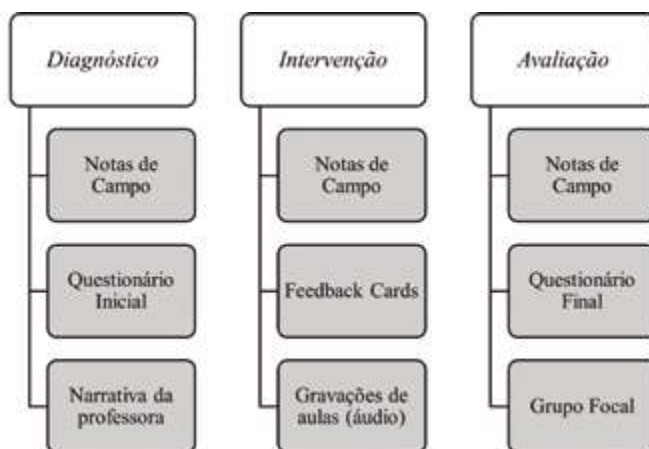 Diagnóstico
Notas de
Campo
Questionário
Inicial
Narrativa da
professora
Intervenção
Notas de
Campo
Feedback Cards
Gravações de
aulas (áudio)
Avaliação
Notas de
Campo
Questionário
Final
Grupo Focal